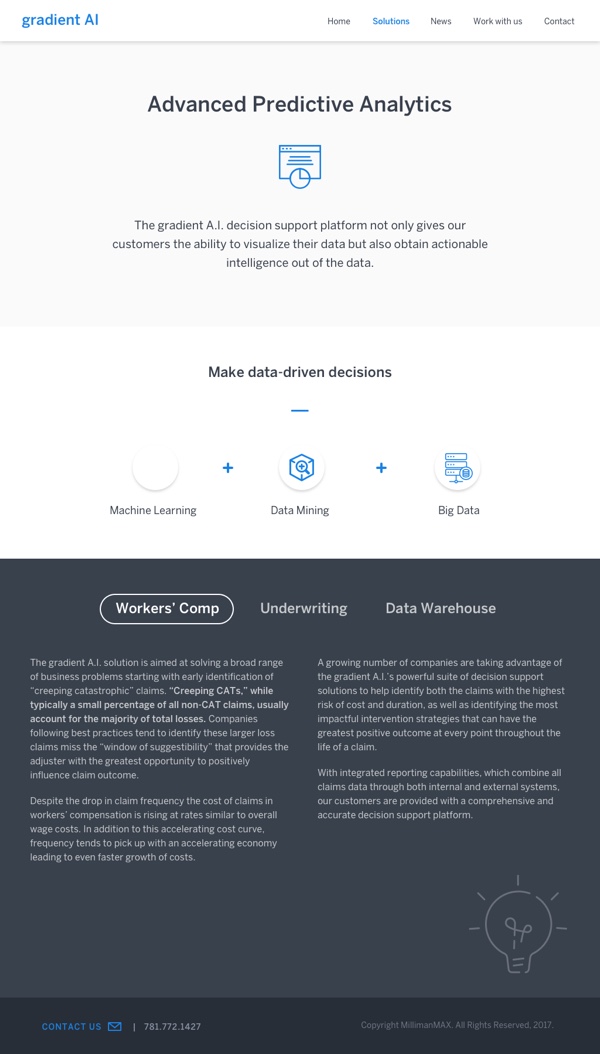 gradient AI
Home Solutions News Work with us Contact
Advanced Predictive Analytics
The gradient A.I. decision support platform not only gives our
customers the ability to visualize their data but also obtain actionable
intelligence out of the data.
Make data-driven decisions
Machine Learning + Data Mining + Big Data
Workers’ Comp Underwriting Data Warehouse
The gradient A.I. solution is aimed at solving a broad range
of business problems starting with early identification of
“creeping catastrophic” claims. “Creeping CATs,” while
typically a small percentage of all non-CAT claims, usually
account for the majority of total losses. Companies
following best practices tend to identify these larger loss
claims miss the “window of suggestibility” that provides the
adjuster with the greatest opportunity to positively
influence claim outcome.
Despite the drop in claim frequency the cost of claims in
workers’ compensation is rising at rates similar to overall
wage costs. In addition to this accelerating cost curve,
frequency tends to pick up with an accelerating economy
leading to even faster growth of costs.
A growing number of companies are taking advantage of
the gradient A.I.’s powerful suite of decision support
solutions to help identify both the claims with the highest
risk of cost and duration, as well as identifying the most
impactful intervention strategies that can have the
greatest positive outcome at every point throughout the
life of a claim.
With integrated reporting capabilities, which combine all
claims data through both internal and external systems,
our customers are provided with a comprehensive and
accurate decision support platform.
CONTACT US | 781.772.1427
Copyright MillimanMAX. All Rights Reserved, 2017.